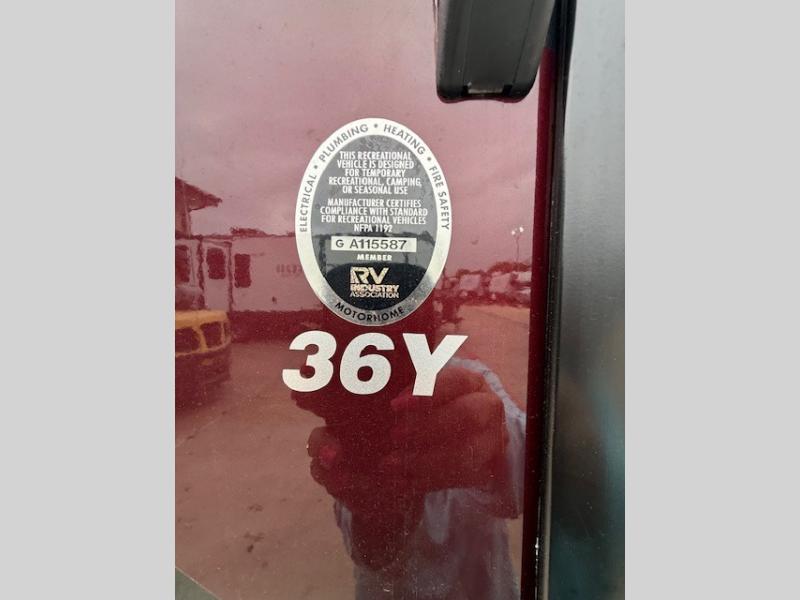 ELECTRICAL • PLUMBING • HEATING • FIRE SAFETY
THIS RECREATIONAL
VEHICLE IS DESIGNED
FOR TEMPORARY
RECREATIONAL, CAMPING,
OR SEASONAL USE
MANUFACTURER CERTIFIES
COMPLIANCE WITH STANDARD
FOR RECREATIONAL VEHICLES
NFPA 1192
G A115587
MEMBER
RV
INDUSTRY
ASSOCIATION
MOTORHOME
36Y